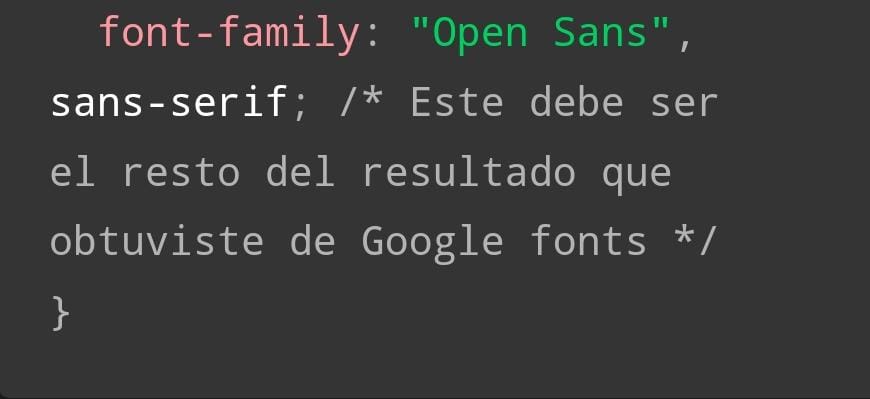 font-family: "Open Sans",
sans-serif; /* Este debe ser
el resto del resultado que
obtuviste de Google fonts */
}